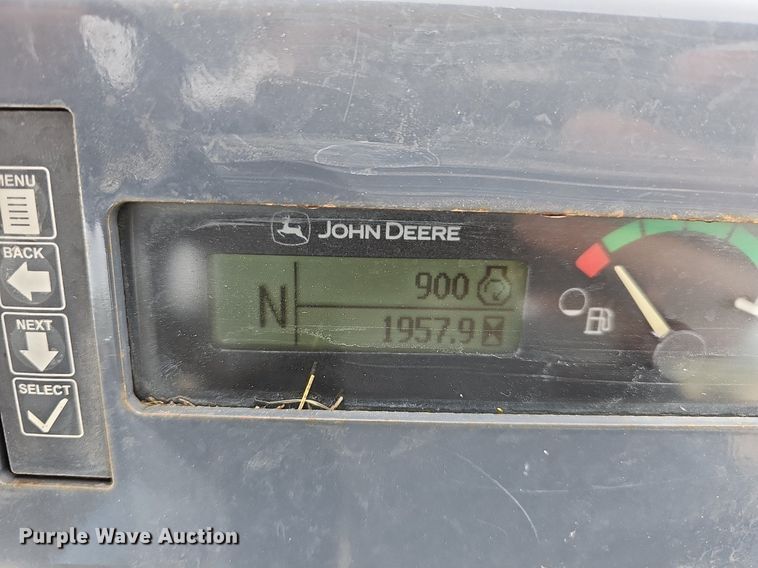 MENU
BACK
NEXT
SELECT
JOHN DEERE
N
900
1957.9
Purple Wave Auction